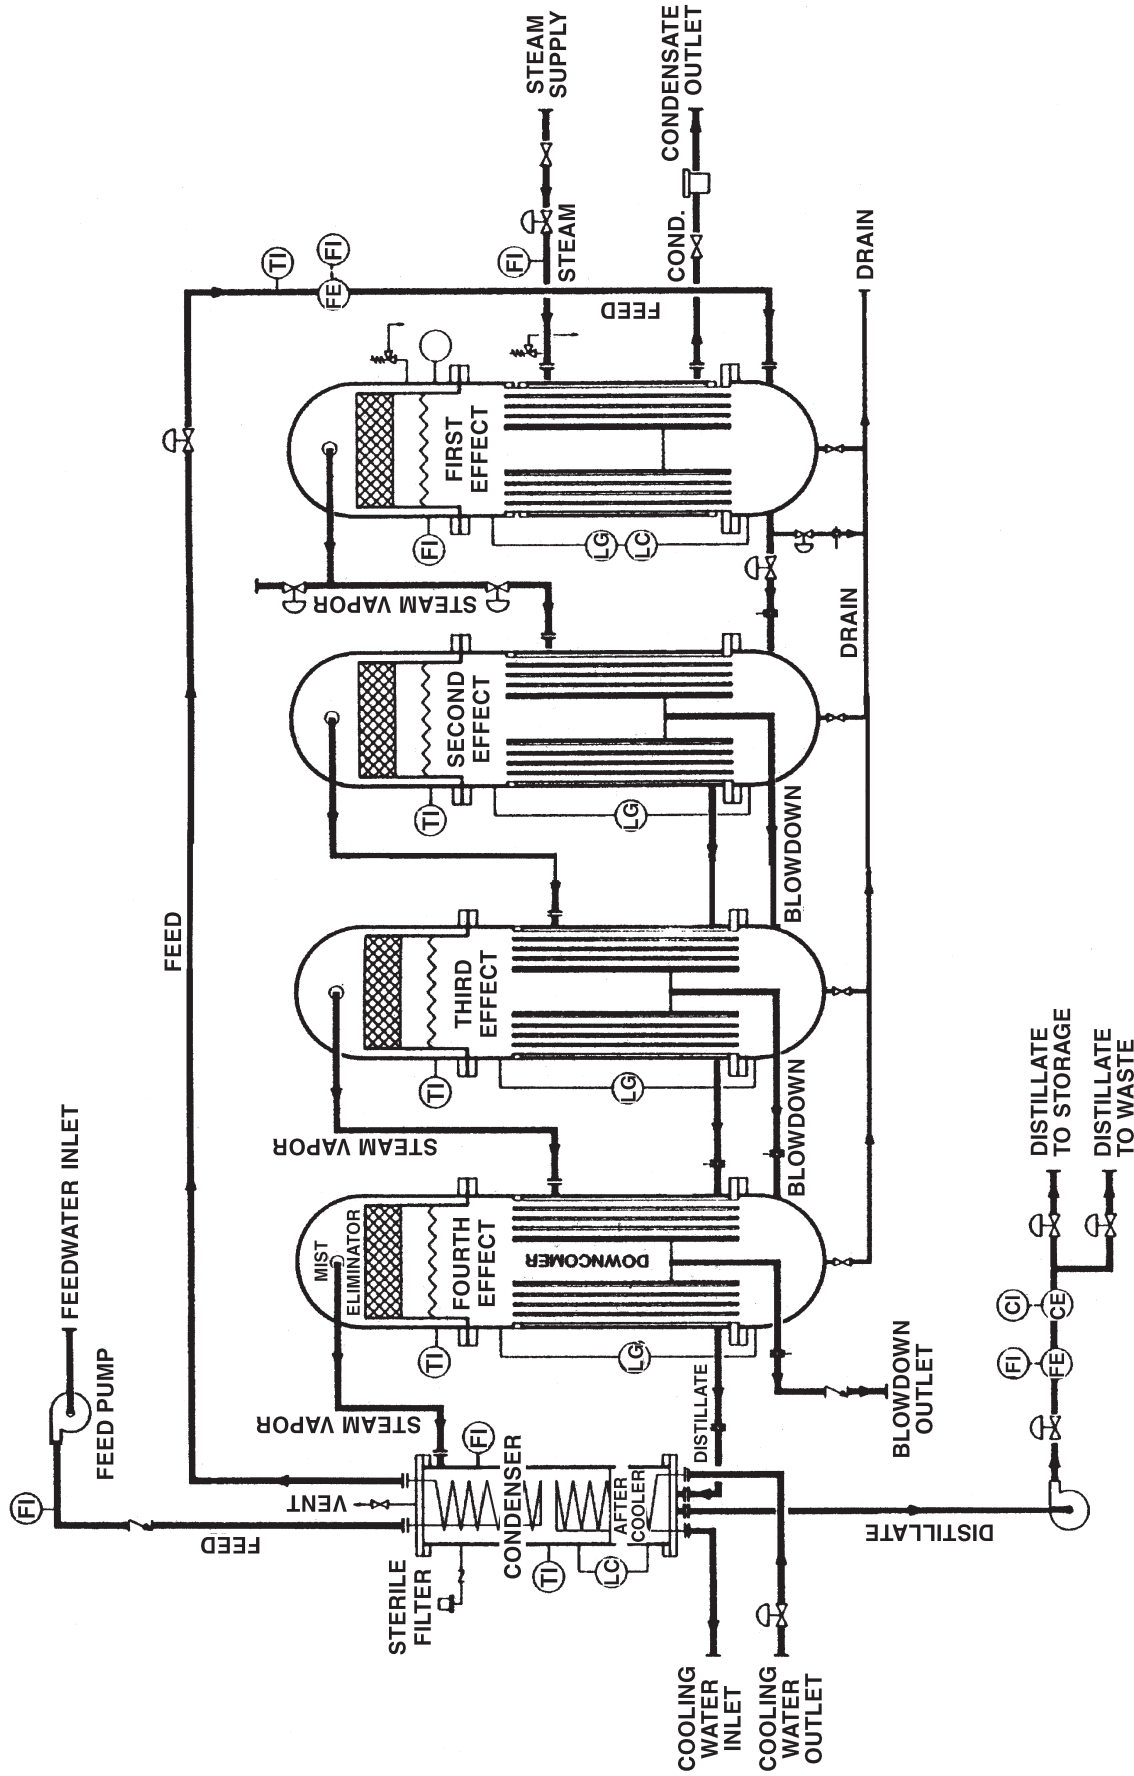 FEEDWATER INLET
FEED PUMP
FI
FEED
FEED
VENT
STERILE
FILTER
CONDENSER
FI
TI
LC
AFTER
COOLER
COOLING
WATER
INLET
COOLING
WATER
OUTLET
STEAM VAPOR
DISTILLATE
DISTILLATE
MIST
ELIMINATOR
FOURTH
EFFECT
DOWNCOMER
TI
LG
BLOWDOWN
OUTLET
STEAM VAPOR
BLOWDOWN
THIRD
EFFECT
TI
LG
BLOWDOWN
SECOND
EFFECT
TI
LG
STEAM VAPOR
DRAIN
FIRST
EFFECT
FI
LG
LC
TI
FE
FI
FEED
FI
STEAM
STEAM
SUPPLY
COND.
CONDENSATE
OUTLET
DRAIN
FI
FE
CI
CE
DISTILLATE
TO STORAGE
DISTILLATE
TO WASTE